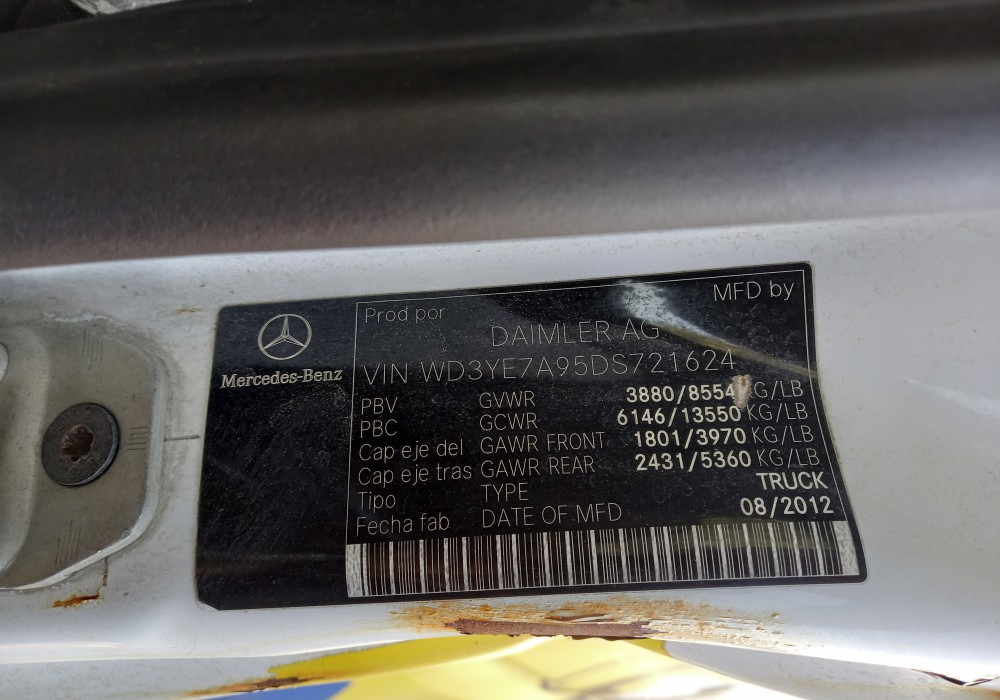 Mercedes-Benz
Prod por MFD by
DAIMLER AG
VIN WD3YE7A95DS721624
PBV GVWR 3880/8554 KG/LB
PBC GCWR 6146/13550 KG/LB
Cap eje del GAWR FRONT 1801/3970 KG/LB
Cap eje tras GAWR REAR 2431/5360 KG/LB
Tipo TYPE TRUCK
Fecha fab DATE OF MFD 08/2012